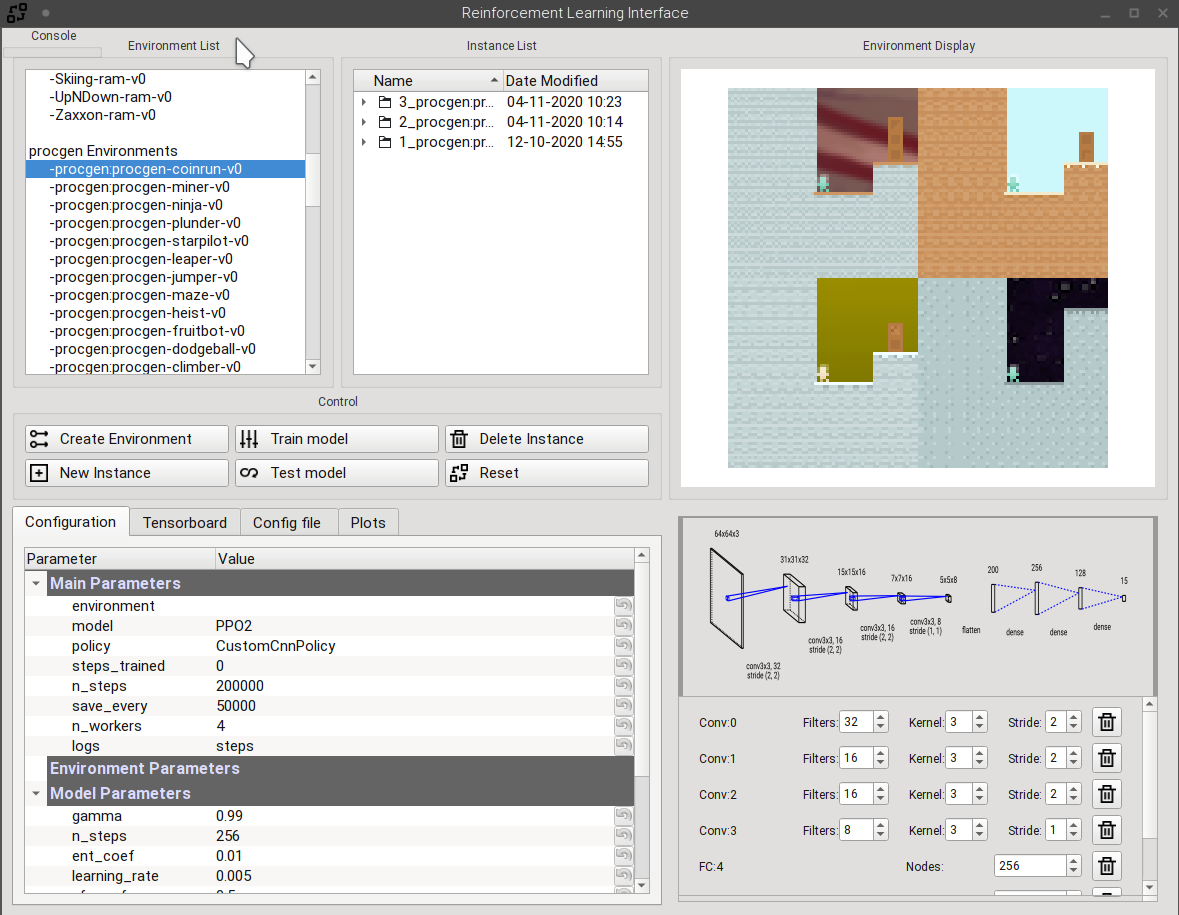 Reinforcement Learning Interface
Console
Environment List
Instance List
Environment Display
-Skiing-ram-v0
-UpNDown-ram-v0
-Zaxxon-ram-v0
procgen Environments
-procgen:procgen-coinrun-v0
-procgen:procgen-miner-v0
-procgen:procgen-ninja-v0
-procgen:procgen-plunder-v0
-procgen:procgen-starpilot-v0
-procgen:procgen-leaper-v0
-procgen:procgen-jumper-v0
-procgen:procgen-maze-v0
-procgen:procgen-heist-v0
-procgen:procgen-fruitbot-v0
-procgen:procgen-dodgeball-v0
-procgen:procgen-climber-v0
Name Date Modified
3_procgen:pr... 04-11-2020 10:23
2_procgen:pr... 04-11-2020 10:14
1_procgen:pr... 12-10-2020 14:55
Control
Create Environment Train model Delete Instance
New Instance Test model Reset
Configuration Tensorboard Config file Plots
Parameter Value
Main Parameters
environment
model PPO2
policy CustomCnnPolicy
steps_trained 0
n_steps 200000
save_every 50000
n_workers 4
logs steps
Environment Parameters
Model Parameters
gamma 0.99
n_steps 256
ent_coef 0.01
learning_rate 0.005
64x64x3
31x31x32
15x15x16
7x7x16
5x5x8
200
256
128
15
conv3x3, 32
stride (2, 2)
conv3x3, 16
stride (2, 2)
conv3x3, 16
stride (2, 2)
conv3x3, 8
stride (1, 1)
flatten
dense
dense
dense
Conv:0 Filters: 32 Kernel: 3 Stride: 2
Conv:1 Filters: 16 Kernel: 3 Stride: 2
Conv:2 Filters: 16 Kernel: 3 Stride: 2
Conv:3 Filters: 8 Kernel: 3 Stride: 1
FC:4 Nodes: 256